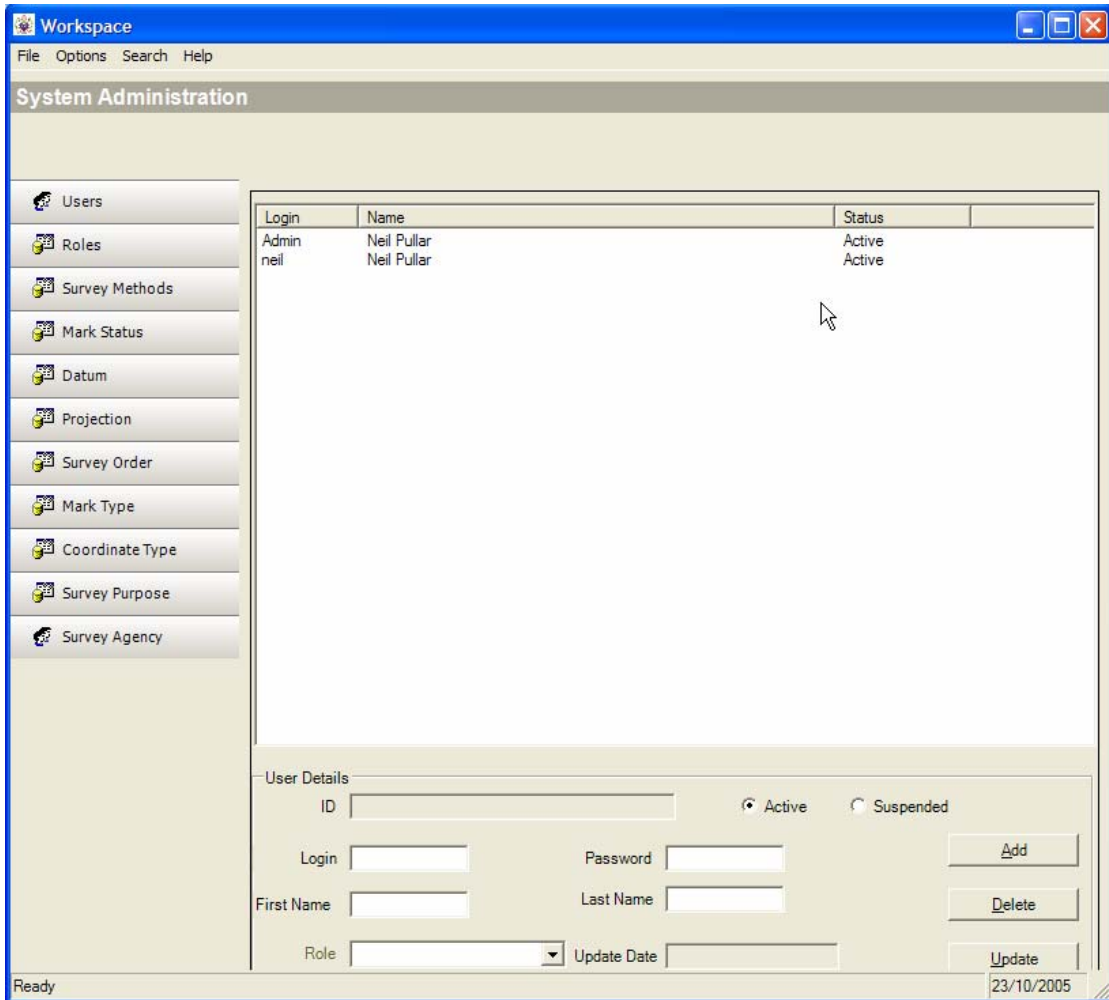 Workspace
File Options Search Help
System Administration
Users
Roles
Survey Methods
Mark Status
Datum
Projection
Survey Order
Mark Type
Coordinate Type
Survey Purpose
Survey Agency
Login Name Status
Admin Neil Pullar Active
neil Neil Pullar Active
User Details
ID Active Suspended
Login Password Add
First Name Last Name Delete
Role Update Date Update
Ready 23/10/2005